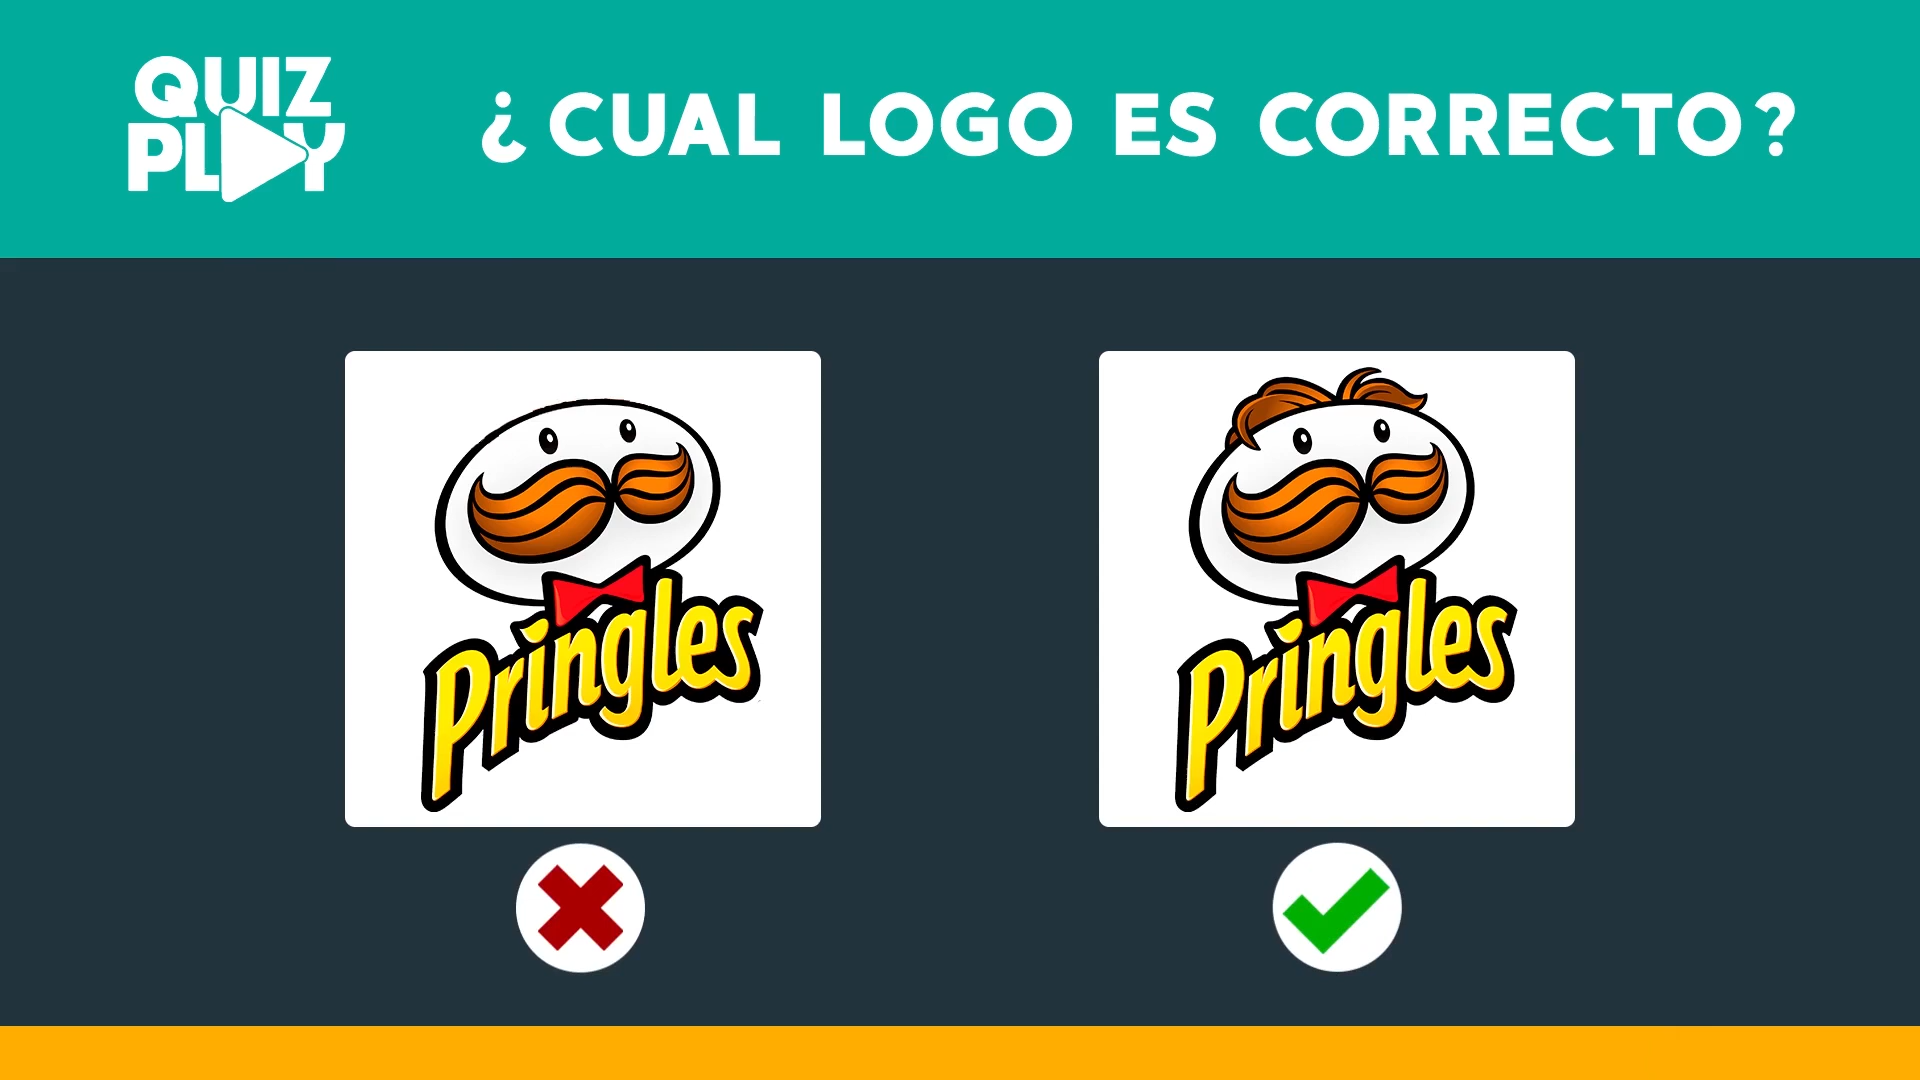 QUIZ
PLAY
¿CUAL LOGO ES CORRECTO?
Pringles
Pringles